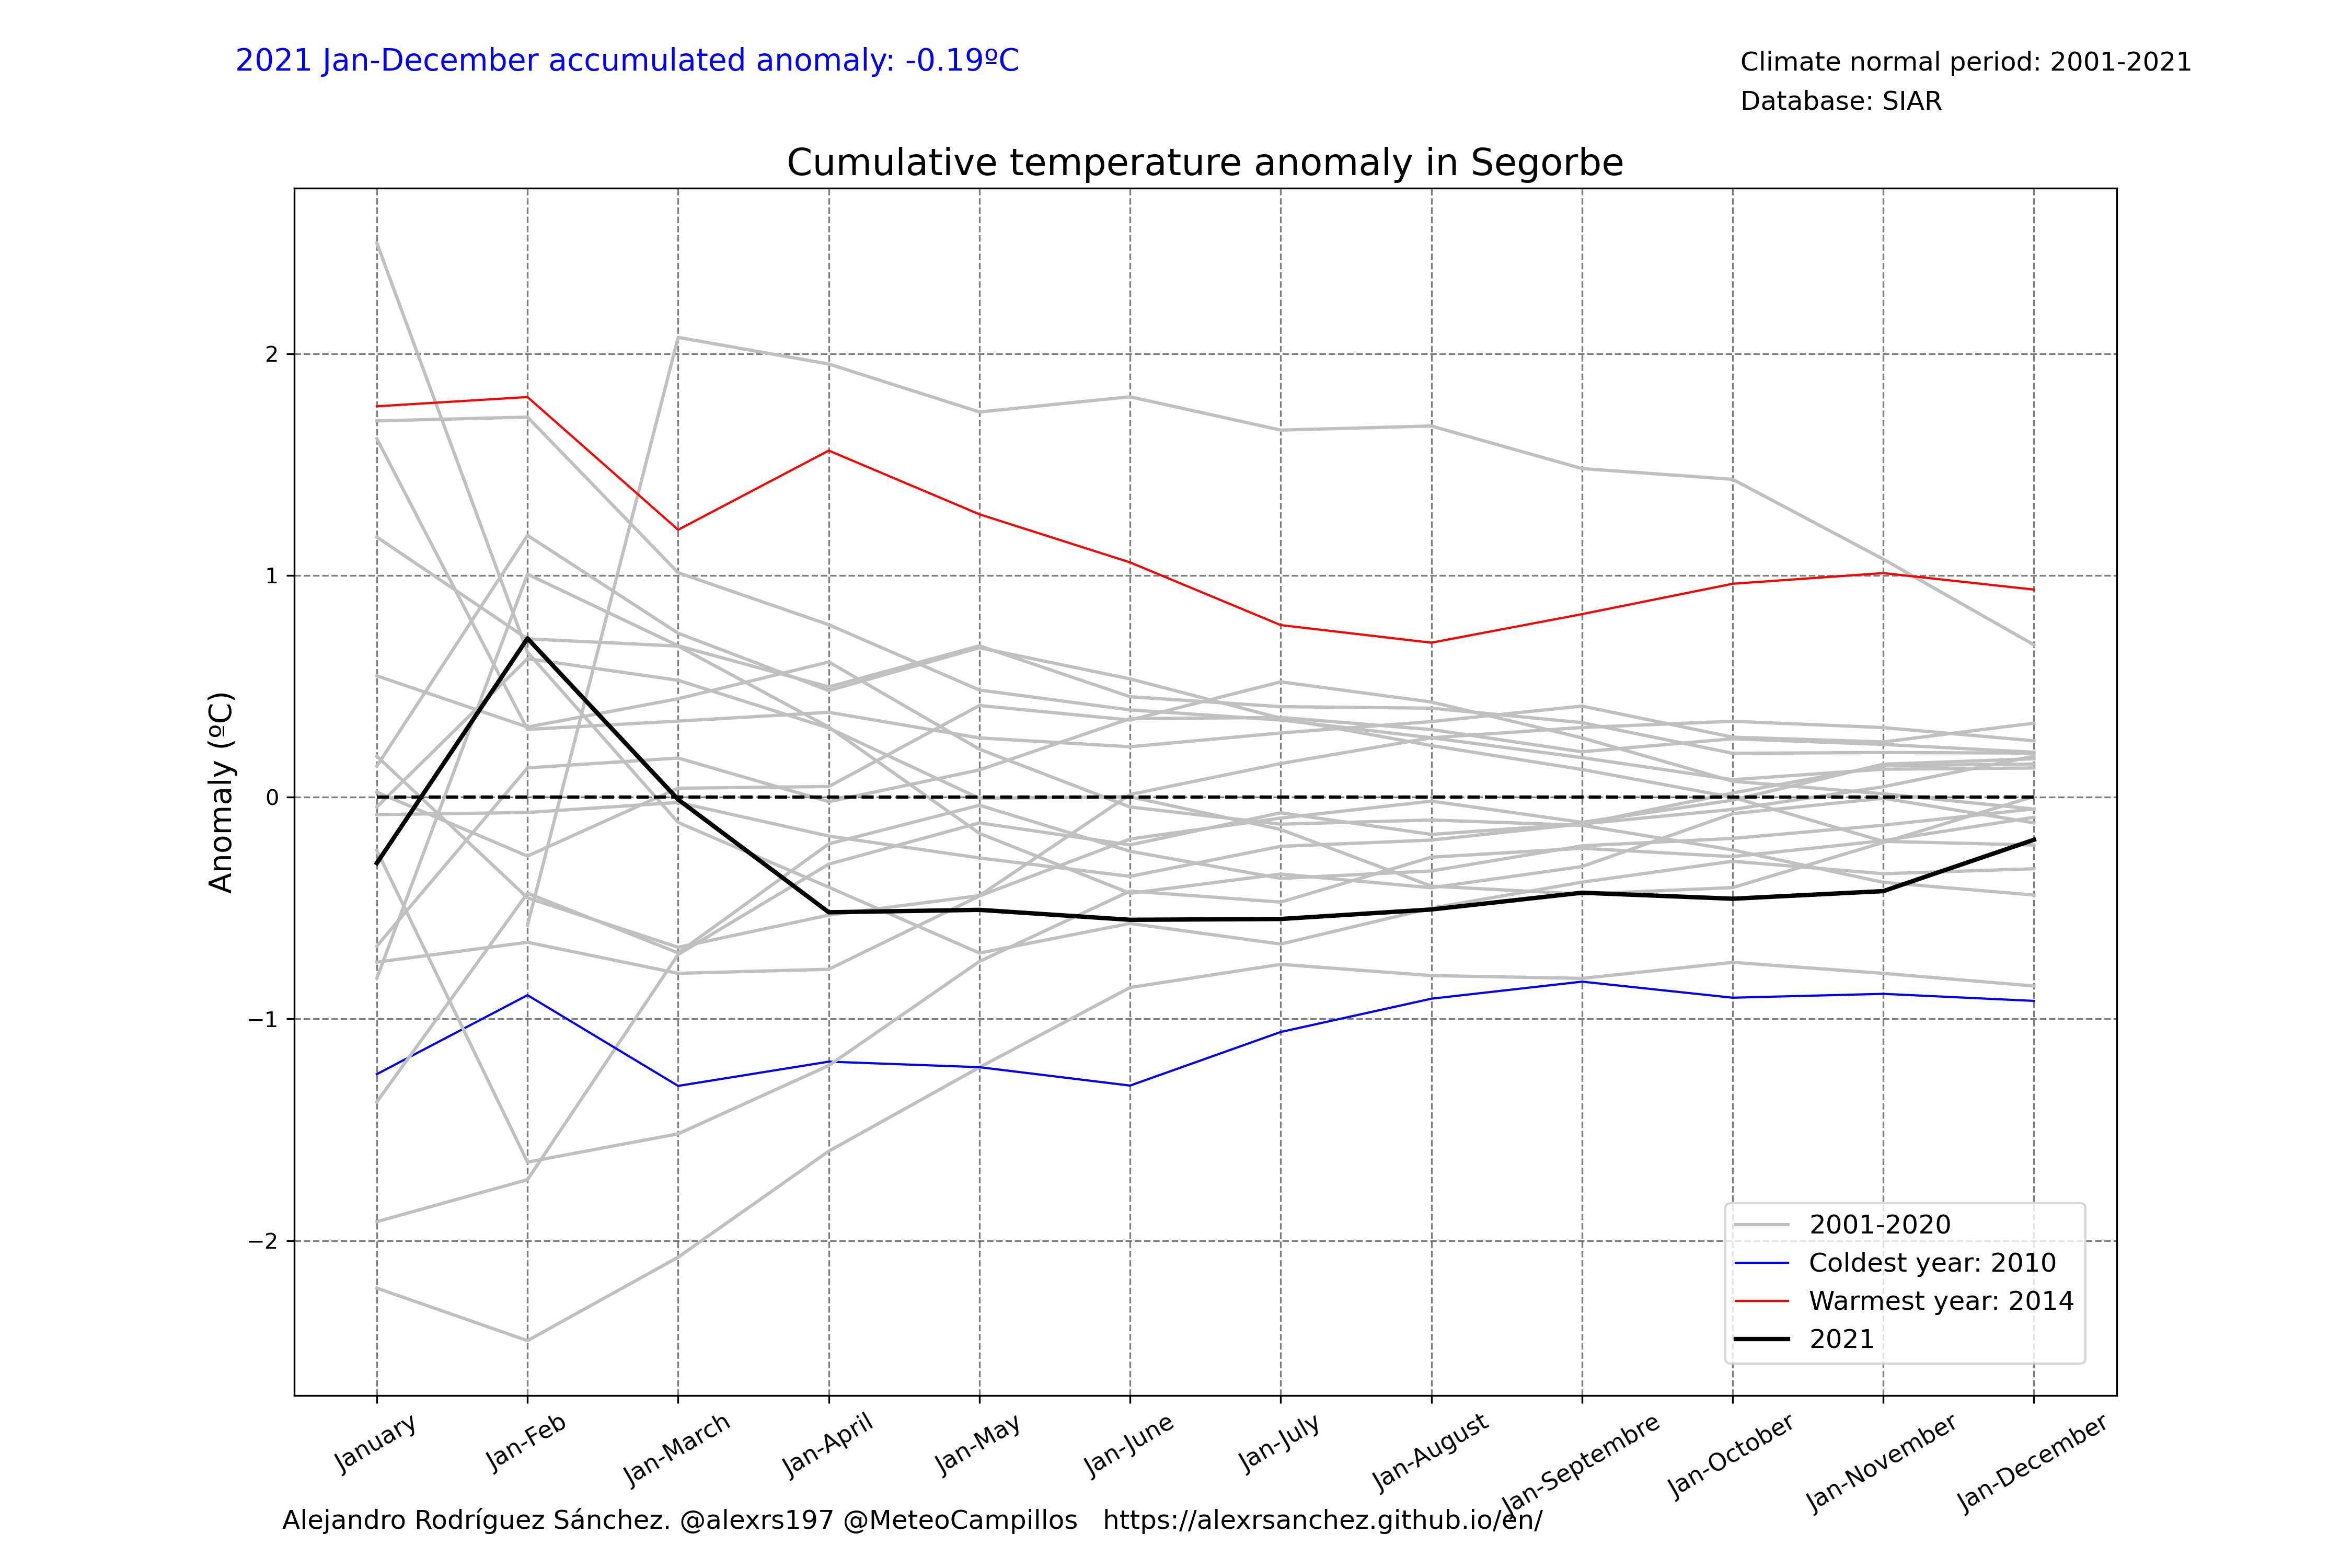 2021 Jan-December accumulated anomaly: -0.19ºC
Climate normal period: 2001-2021
Database: SIAR
Cumulative temperature anomaly in Segorbe
Anomaly (ºC)
2
1
0
−1
−2
2001-2020
Coldest year: 2010
Warmest year: 2014
2021
January
Jan-Feb
Jan-March
Jan-April
Jan-May
Jan-June
Jan-July
Jan-August
Jan-Septembre
Jan-October
Jan-November
Jan-December
Alejandro Rodríguez Sánchez. @alexrs197 @MeteoCampillos   https://alexrsanchez.github.io/en/